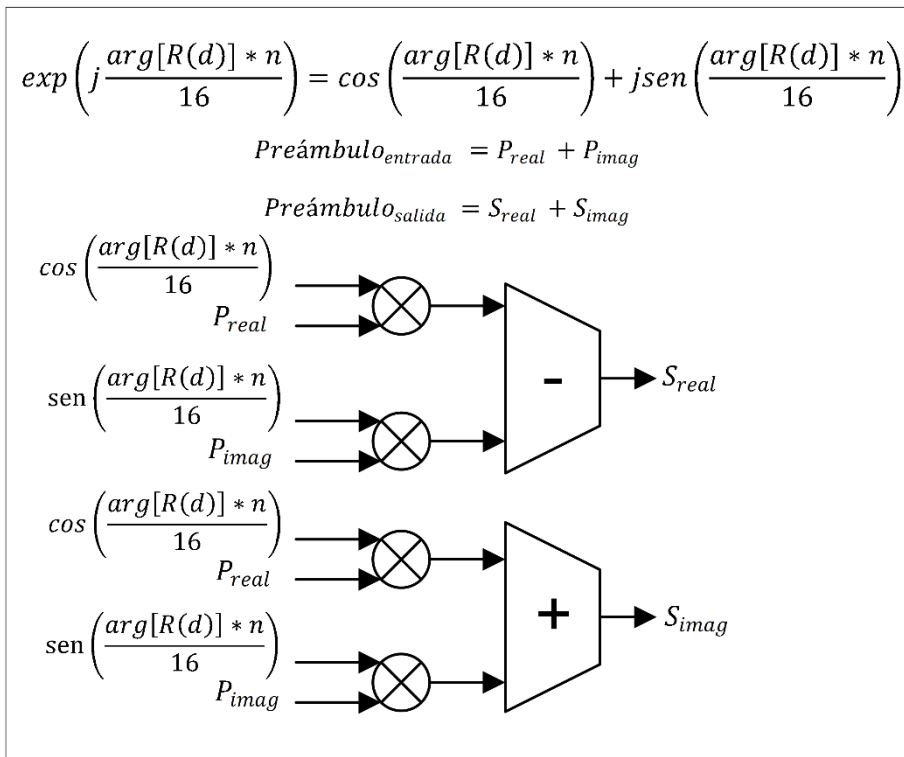 exp(j arg[R(d)] * n / 16) = cos(arg[R(d)] * n / 16) + jsen(arg[R(d)] * n / 16)
Preámbulo_entrada = P_real + P_imag
Preámbulo_salida = S_real + S_imag
cos(arg[R(d)] * n / 16)
P_real
sen(arg[R(d)] * n / 16)
P_imag
-
S_real
cos(arg[R(d)] * n / 16)
P_real
sen(arg[R(d)] * n / 16)
P_imag
+
S_imag